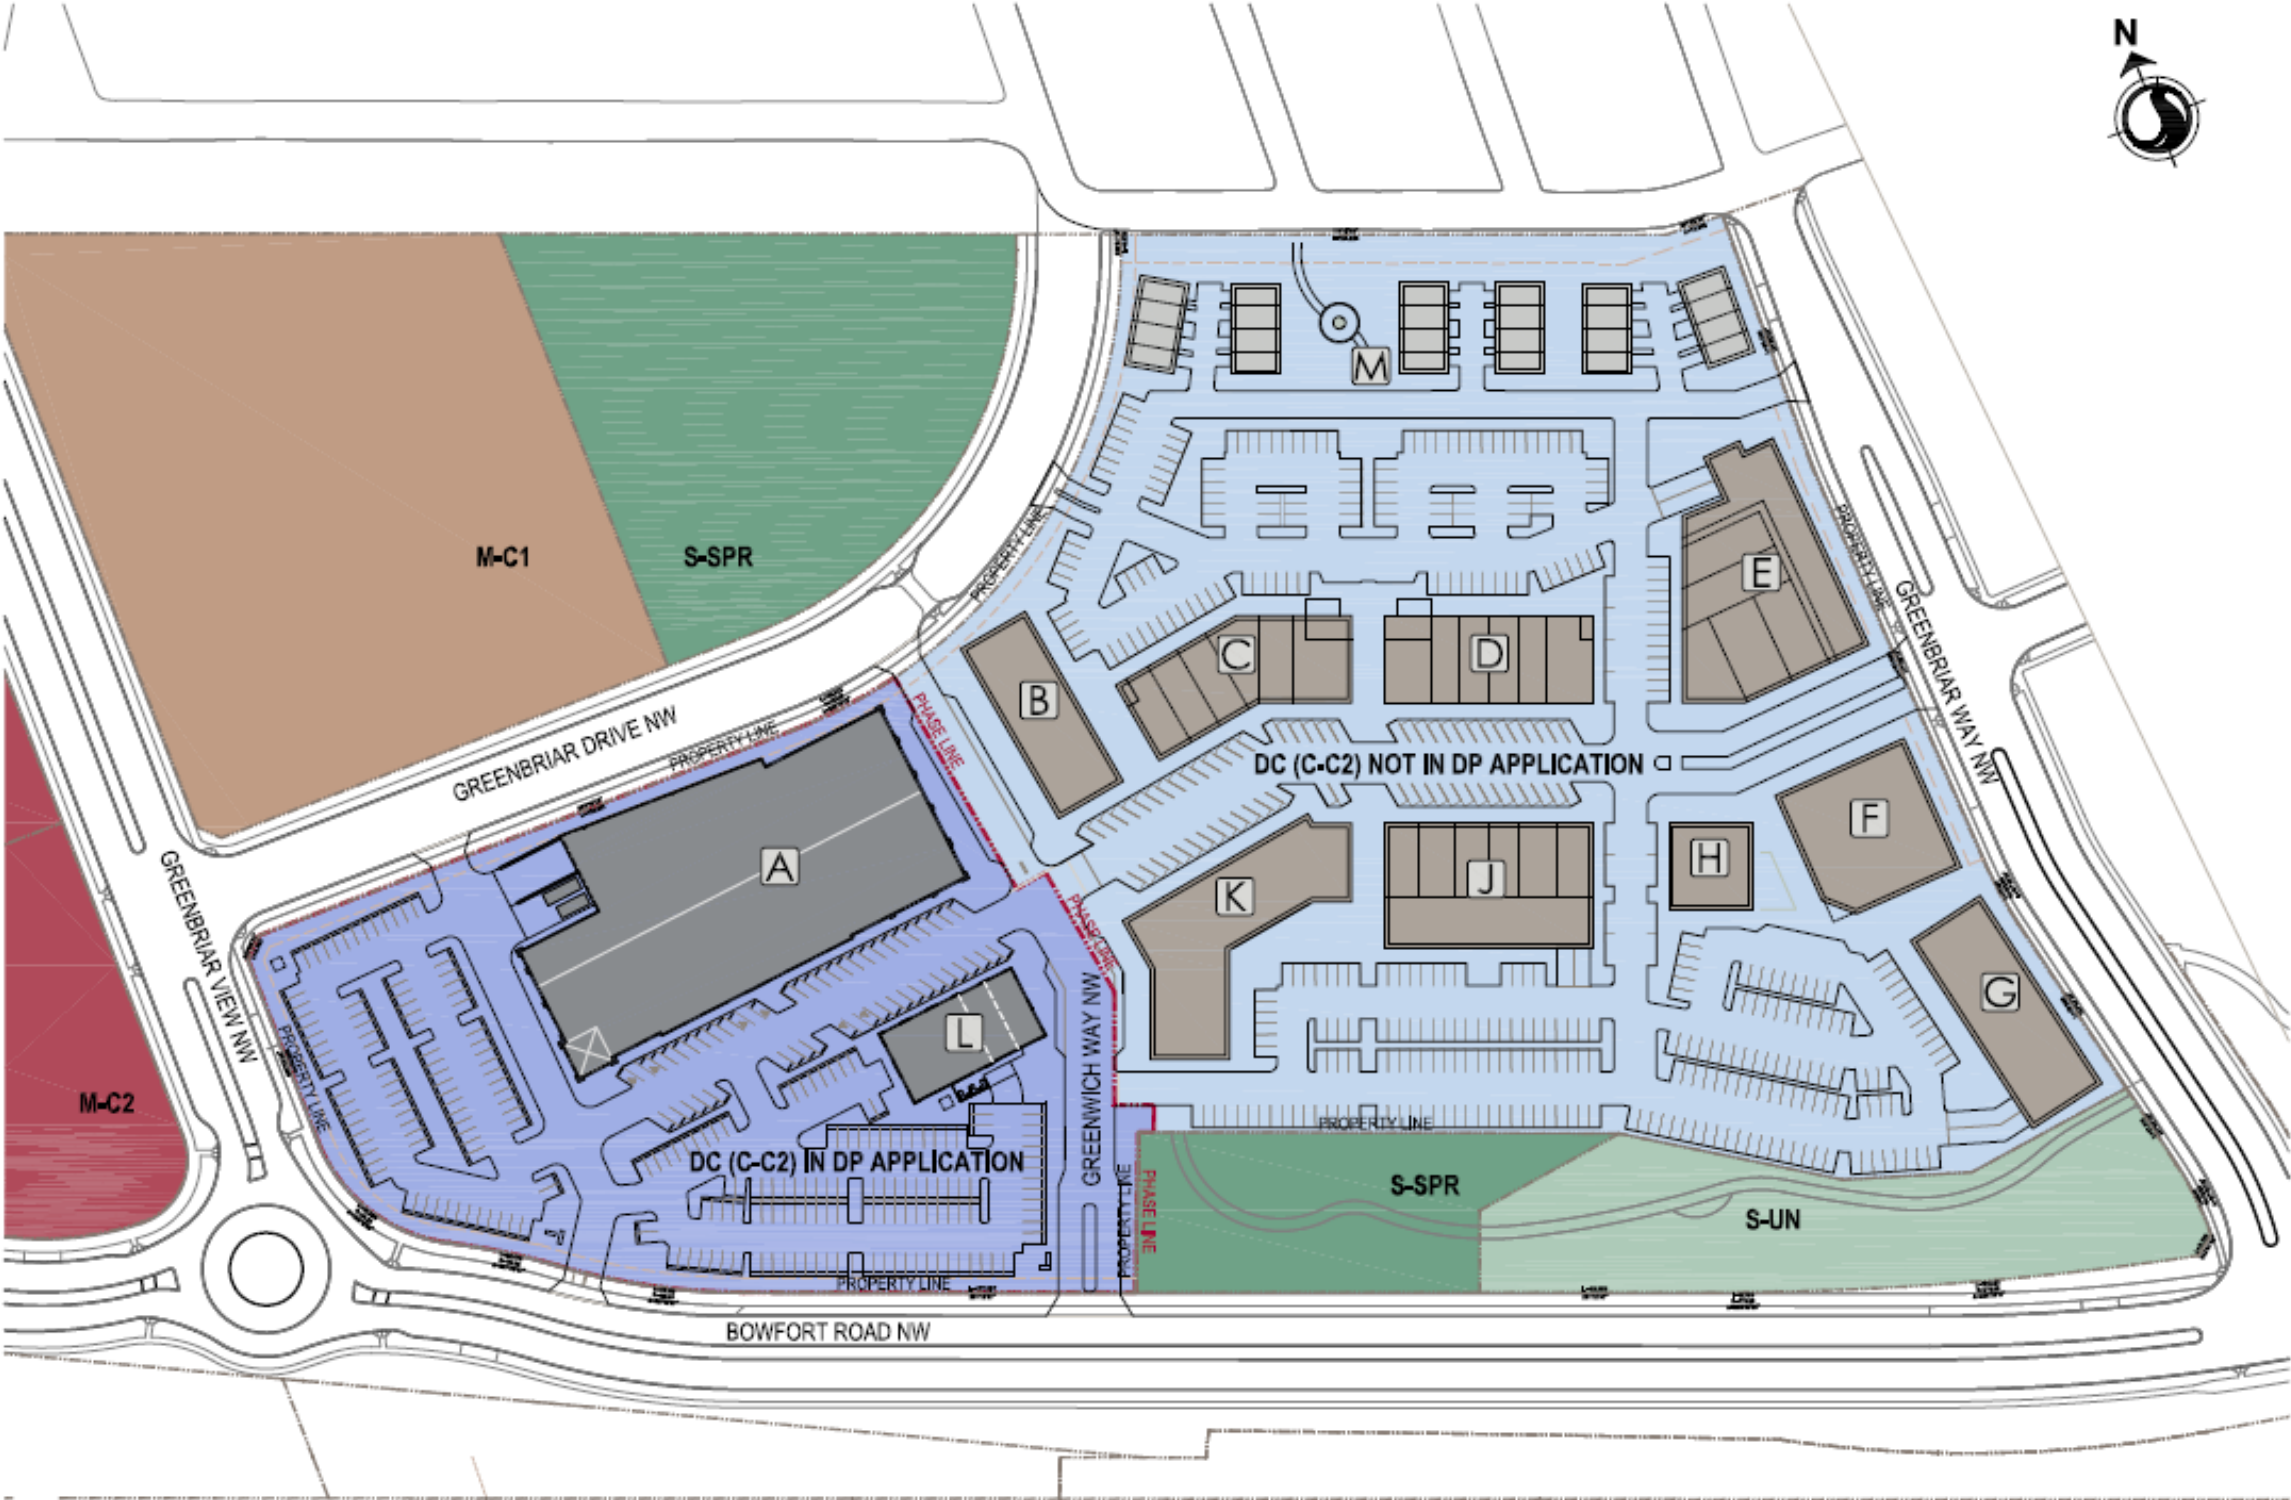 N
M
M-C1
S-SPR
PROPERTY LINE
PROPERTY LINE
E
GREENBRIAR WAY NW
C
D
B
PHASE LINE
GREENBRIAR DRIVE NW
PROPERTY LINE
DC (C-C2) NOT IN DP APPLICATION
F
A
H
K
J
PHASE LINE
GREENBRIAR VIEW NW
G
L
GREENWICH WAY NW
PROPERTY LINE
M-C2
PROPERTY LINE
DC (C-C2) IN DP APPLICATION
PROPERTY LINE
PHASE LINE
S-SPR
S-UN
PROPERTY LINE
BOWFORT ROAD NW